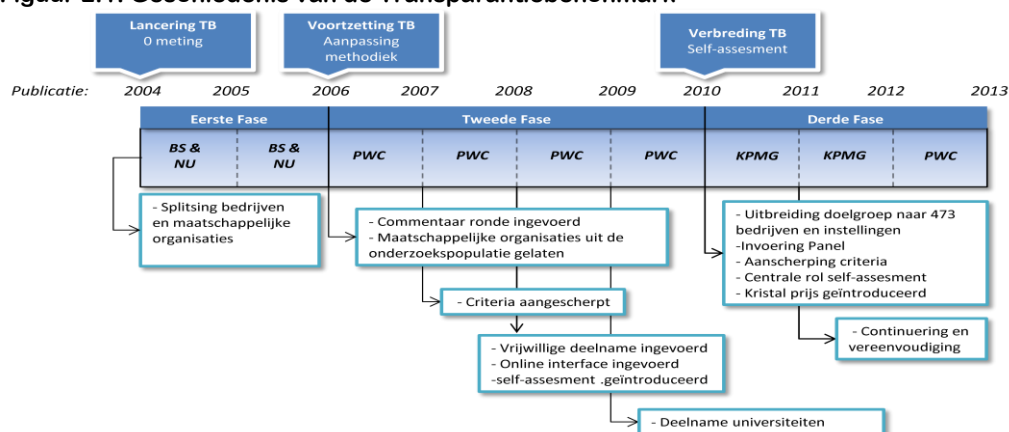 Figuur 2.1: Geschiedenis van de Transparantiebenchmark
Lancering TB
0 meting
Voortzetting TB
Aanpassing
methodiek
Verbreding TB
Self-assesment
Publicatie: 2004 2005 2006 2007 2008 2009 2010 2011 2012 2013
Eerste Fase Tweede Fase Derde Fase
BS &
NU
BS &
NU
PWC PWC PWC PWC KPMG KPMG PWC
- Splitsing bedrijven
en maatschappelijke
organisaties
- Commentaar ronde ingevoerd
- Maatschappelijke organisaties uit de
onderzoekspopulatie gelaten
- Uitbreiding doelgroep naar 473
bedrijven en instellingen
-Invoering Panel
- Aanscherping criteria
- Centrale rol self-assesment
- Kristal prijs geïntroduceerd
- Criteria aangescherpt
- Vrijwillige deelname ingevoerd
- Online interface ingevoerd
-self-assesment .geïntroduceerd
- Continuering en
vereenvoudiging
- Deelname universiteiten